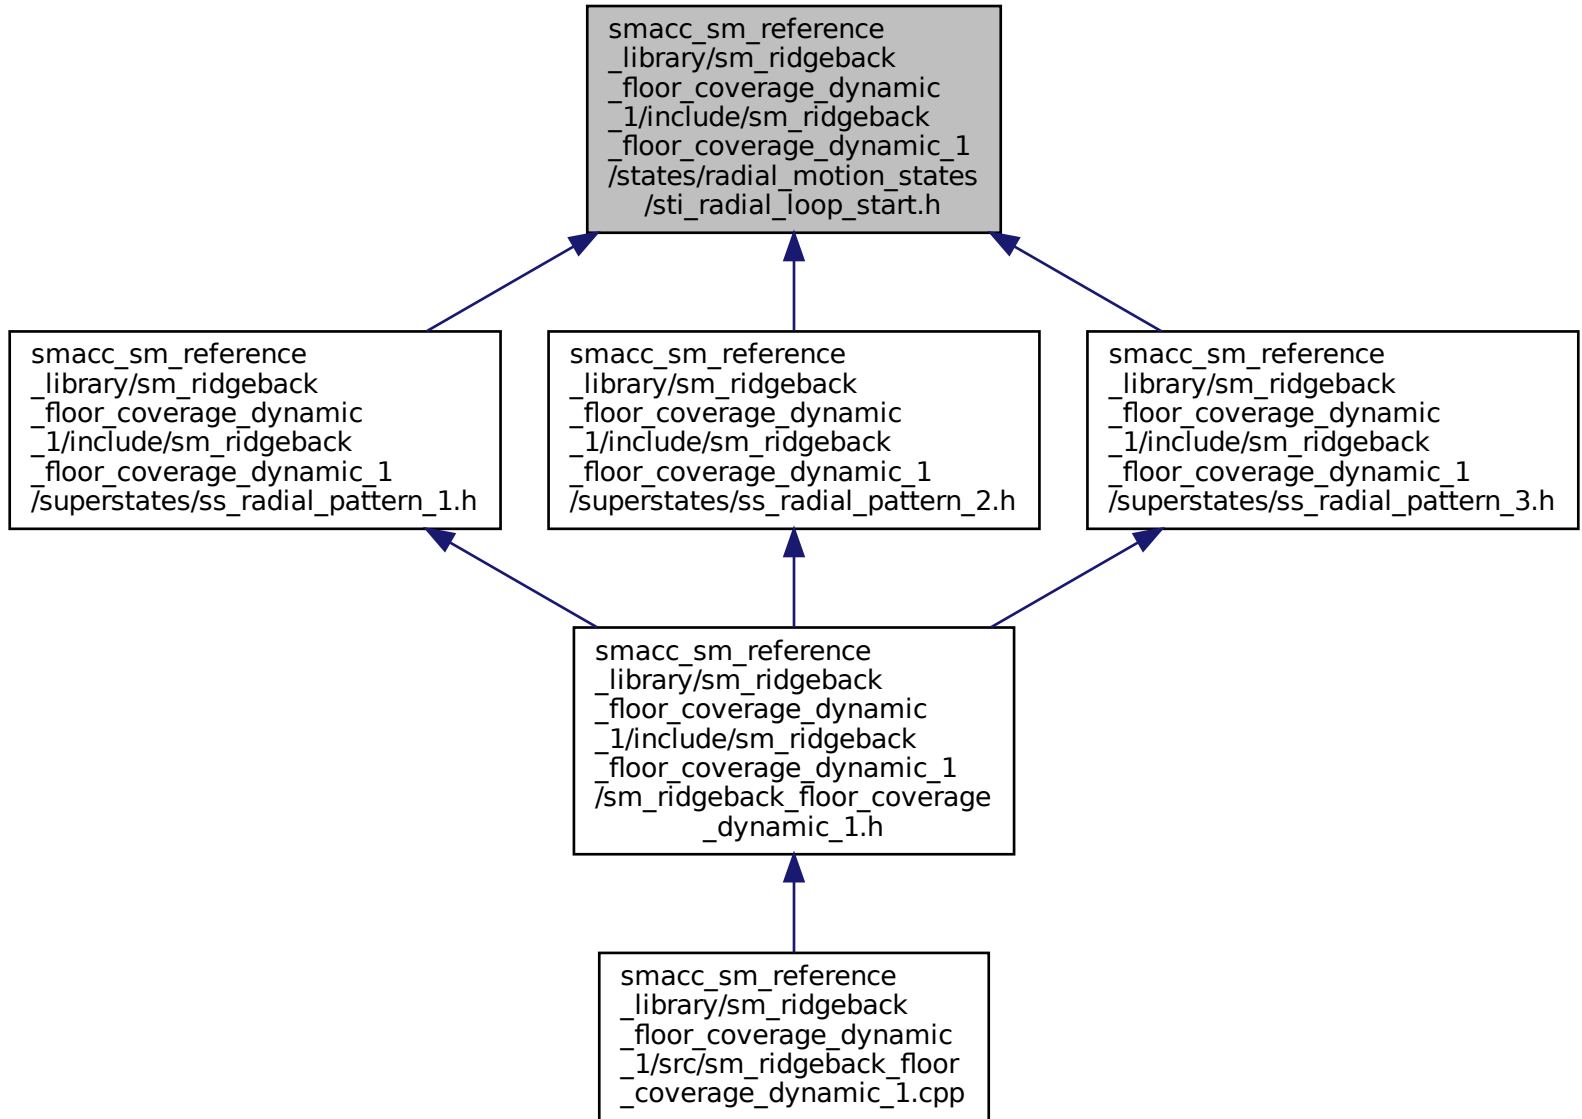 smacc_sm_reference
_library/sm_ridgeback
_floor_coverage_dynamic
_1/include/sm_ridgeback
_floor_coverage_dynamic_1
/states/radial_motion_states
/sti_radial_loop_start.h
smacc_sm_reference
_library/sm_ridgeback
_floor_coverage_dynamic
_1/include/sm_ridgeback
_floor_coverage_dynamic_1
/superstates/ss_radial_pattern_1.h
smacc_sm_reference
_library/sm_ridgeback
_floor_coverage_dynamic
_1/include/sm_ridgeback
_floor_coverage_dynamic_1
/superstates/ss_radial_pattern_2.h
smacc_sm_reference
_library/sm_ridgeback
_floor_coverage_dynamic
_1/include/sm_ridgeback
_floor_coverage_dynamic_1
/superstates/ss_radial_pattern_3.h
smacc_sm_reference
_library/sm_ridgeback
_floor_coverage_dynamic
_1/include/sm_ridgeback
_floor_coverage_dynamic_1
/sm_ridgeback_floor_coverage
_dynamic_1.h
smacc_sm_reference
_library/sm_ridgeback
_floor_coverage_dynamic
_1/src/sm_ridgeback_floor
_coverage_dynamic_1.cpp